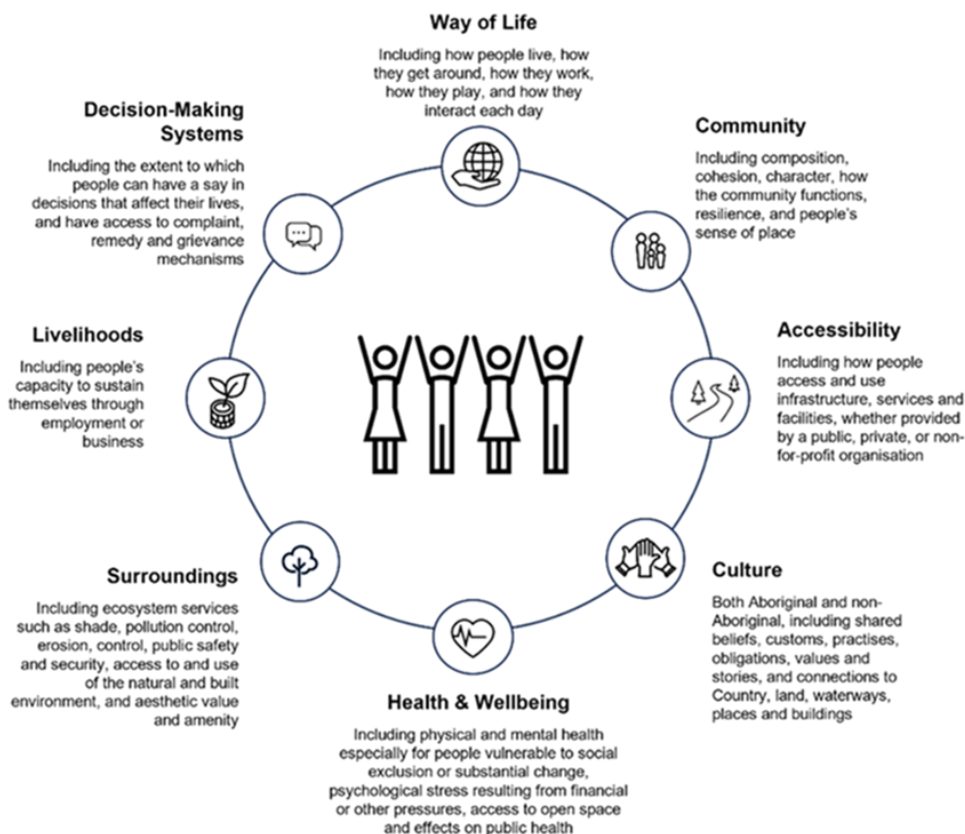 Way of Life
Including how people live, how
they get around, how they work,
how they play, and how they
interact each day
Community
Including composition,
cohesion, character, how
the community functions,
resilience, and people's
sense of place
Accessibility
Including how people
access and use
infrastructure, services and
facilities, whether provided
by a public, private, or non-
for-profit organisation
Culture
Both Aboriginal and non-
Aboriginal, including shared
beliefs, customs, practises,
obligations, values and
stories, and connections to
Country, land, waterways,
places and buildings
Health & Wellbeing
Including physical and mental health
especially for people vulnerable to social
exclusion or substantial change,
psychological stress resulting from financial
or other pressures, access to open space
and effects on public health
Surroundings
Including ecosystem services
such as shade, pollution control,
erosion, control, public safety
and security, access to and use
of the natural and built
environment, and aesthetic value
and amenity
Livelihoods
Including people's
capacity to sustain
themselves through
employment or
business
Decision-Making
Systems
Including the extent to which
people can have a say in
decisions that affect their lives,
and have access to complaint,
remedy and grievance
mechanisms